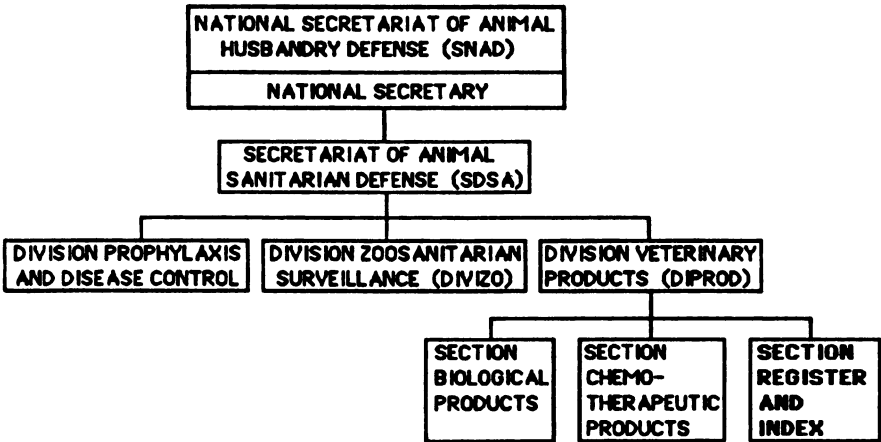 NATIONAL SECRETARIAT OF ANIMAL
HUSBANDRY DEFENSE (SNAD)
NATIONAL SECRETARY
SECRETARIAT OF ANIMAL
SANITARIAN DEFENSE (SDSA)
DIVISION PROPHYLAXIS
AND DISEASE CONTROL
DIVISION ZOOSANITARIAN
SURVEILLANCE (DIVIZO)
DIVISION VETERINARY
PRODUCTS (DIPROD)
SECTION
BIOLOGICAL
PRODUCTS
SECTION
CHEMO-
THERAPEUTIC
PRODUCTS
SECTION
REGISTER
AND
INDEX